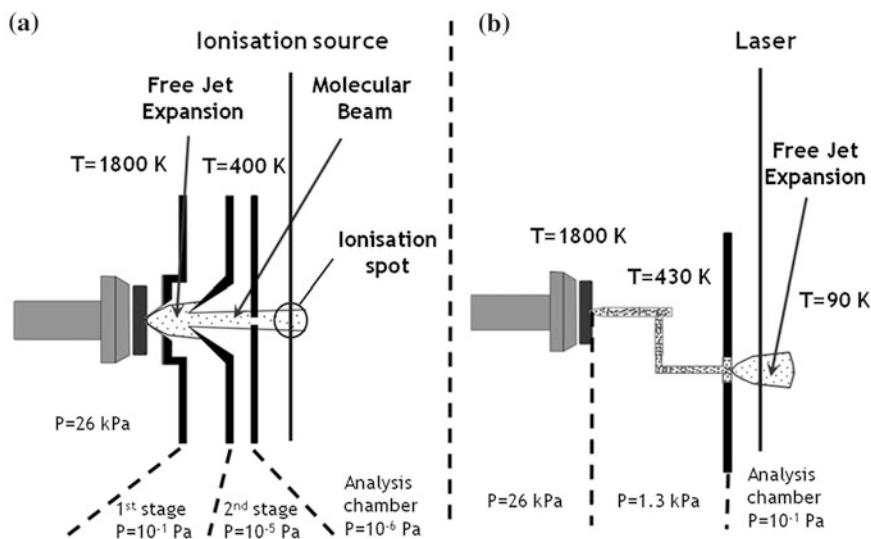 (a)
Ionisation source
Free Jet
Expansion
Molecular
Beam
T=1800 K
T=400 K
Ionisation
spot
P=26 kPa
1st stage
P=10-1 Pa
2nd stage
P=10-5 Pa
Analysis
chamber
P=10-6 Pa
(b)
Laser
Free Jet
Expansion
T=1800 K
T=430 K
T=90 K
P=26 kPa
P=1.3 kPa
Analysis
chamber
P=10-1 Pa